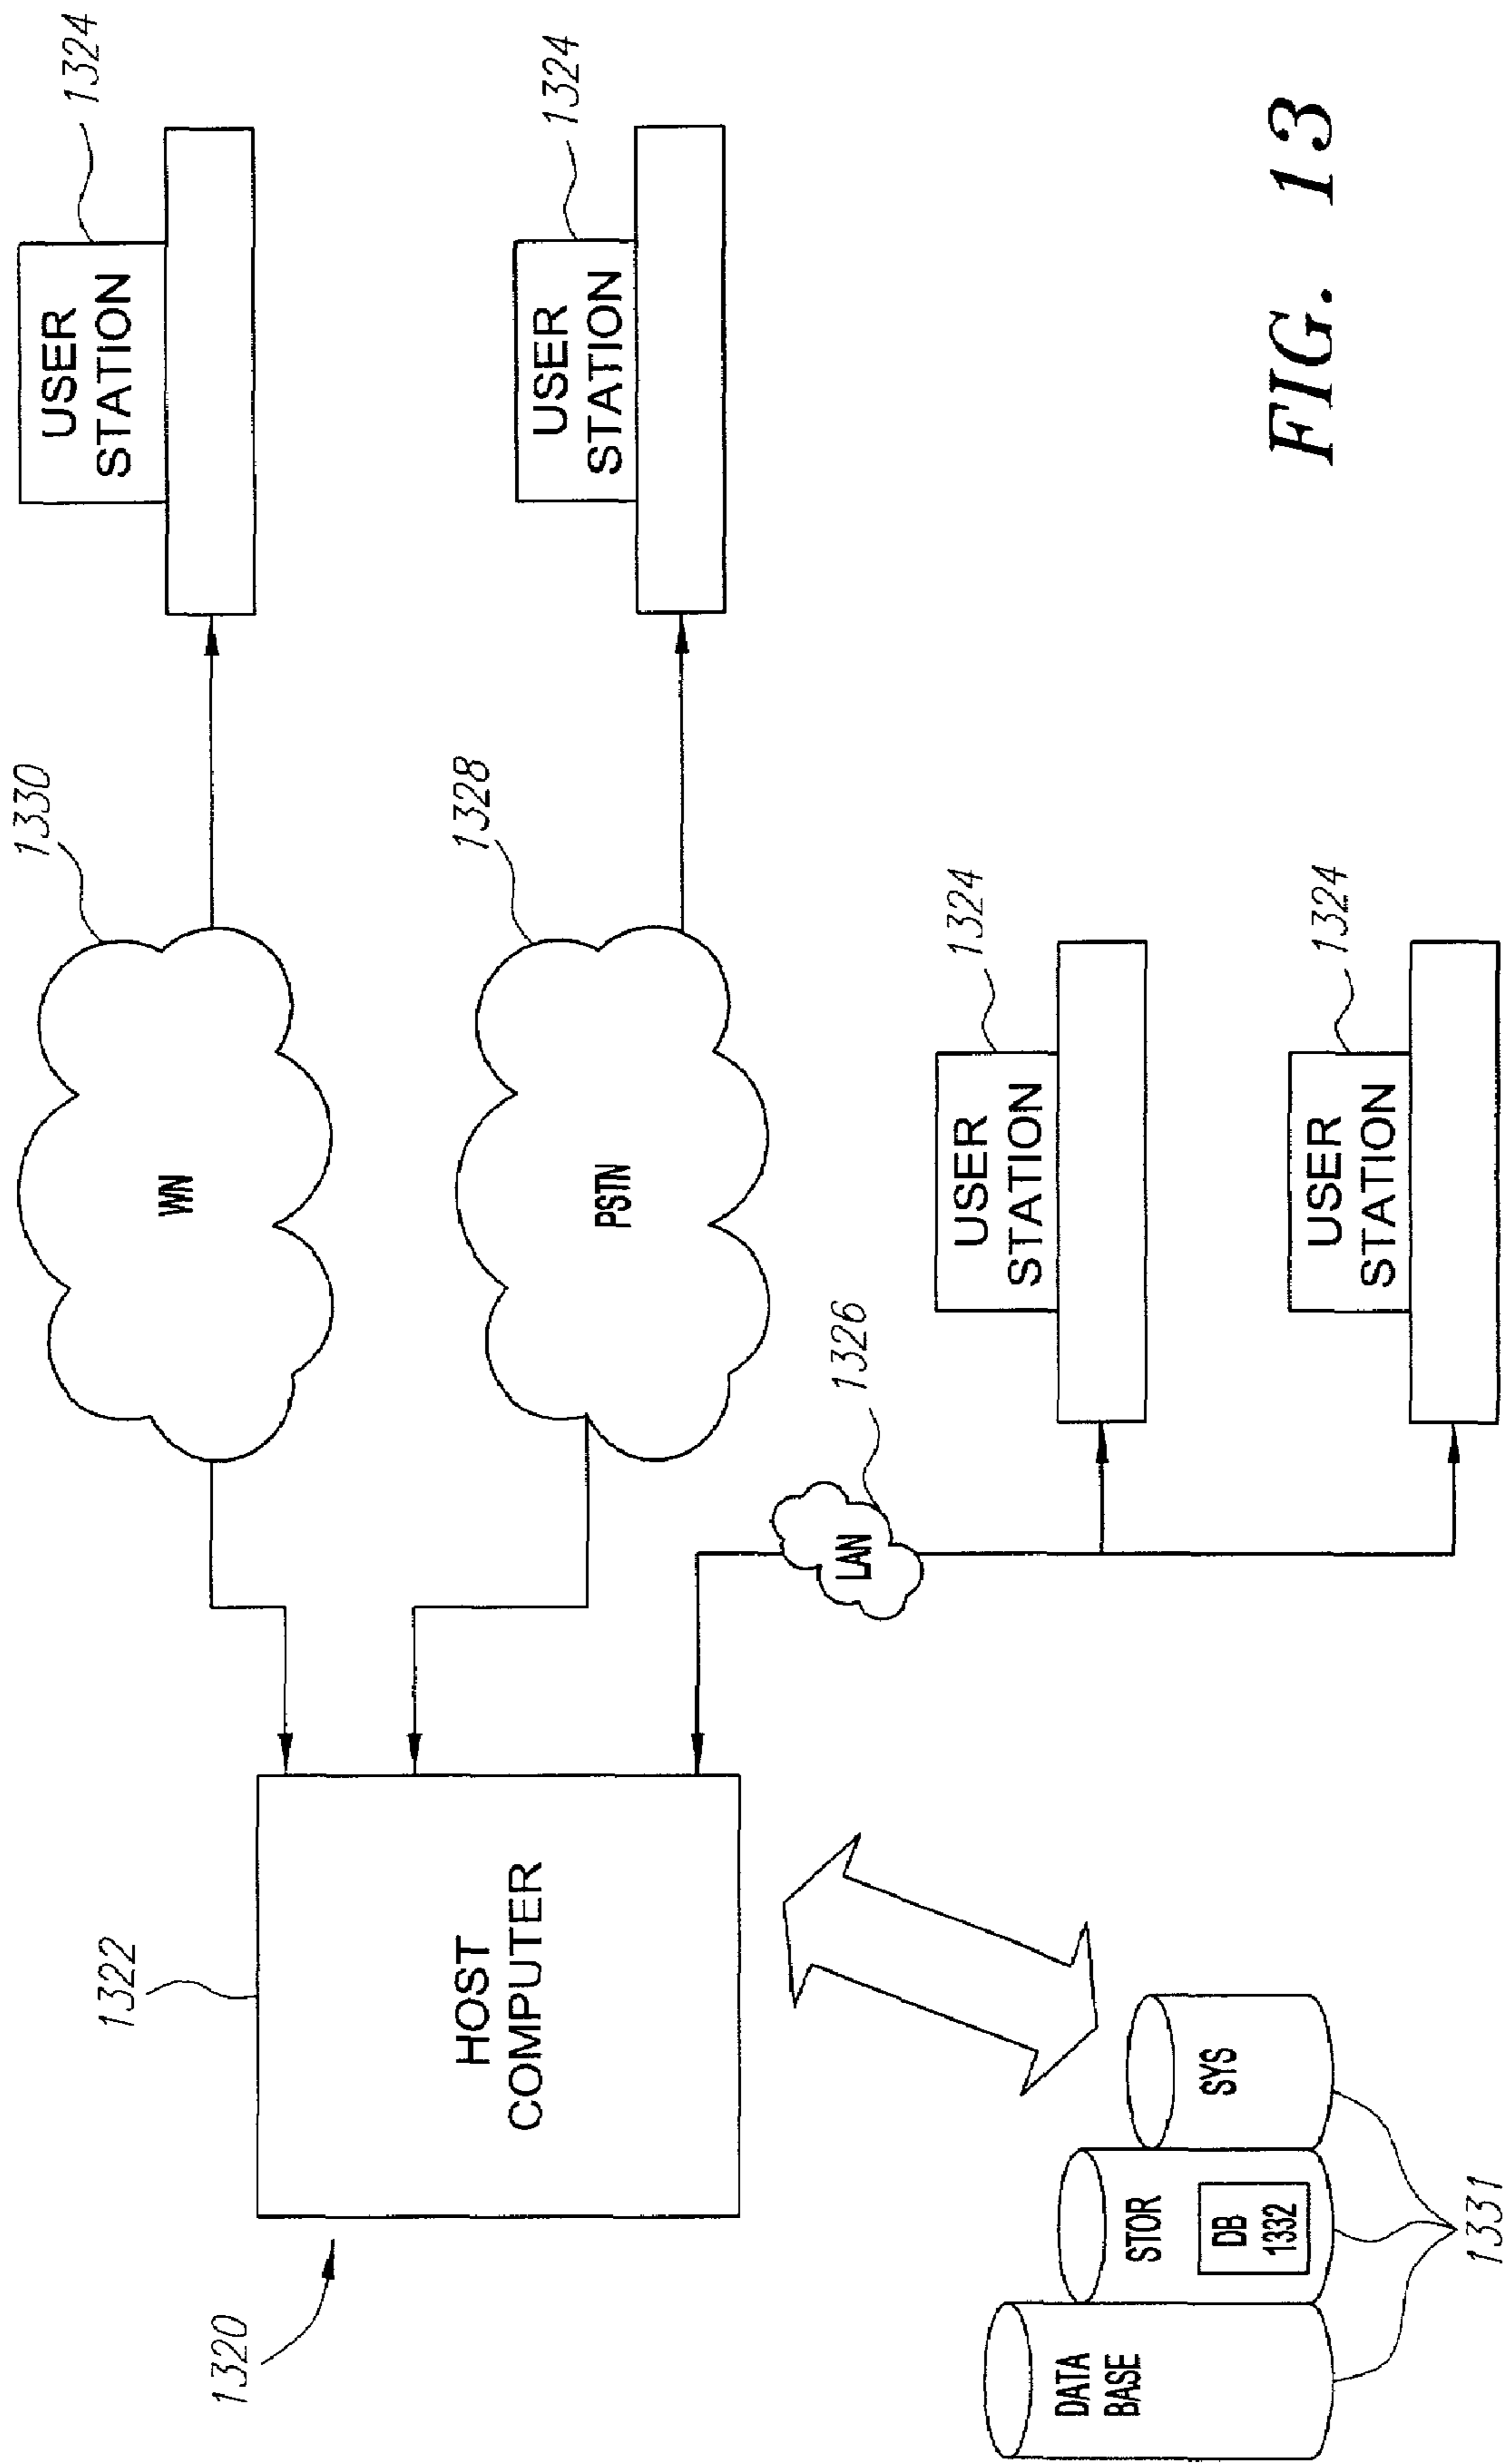 1320
1322
HOST
COMPUTER
1330
WN
1324
USER
STATION
1328
PSTN
1324
USER
STATION
1326
LAN
1324
USER
STATION
1324
USER
STATION
DATA
BASE
STOR
DB
1332
SYS
1331
FIG. 13